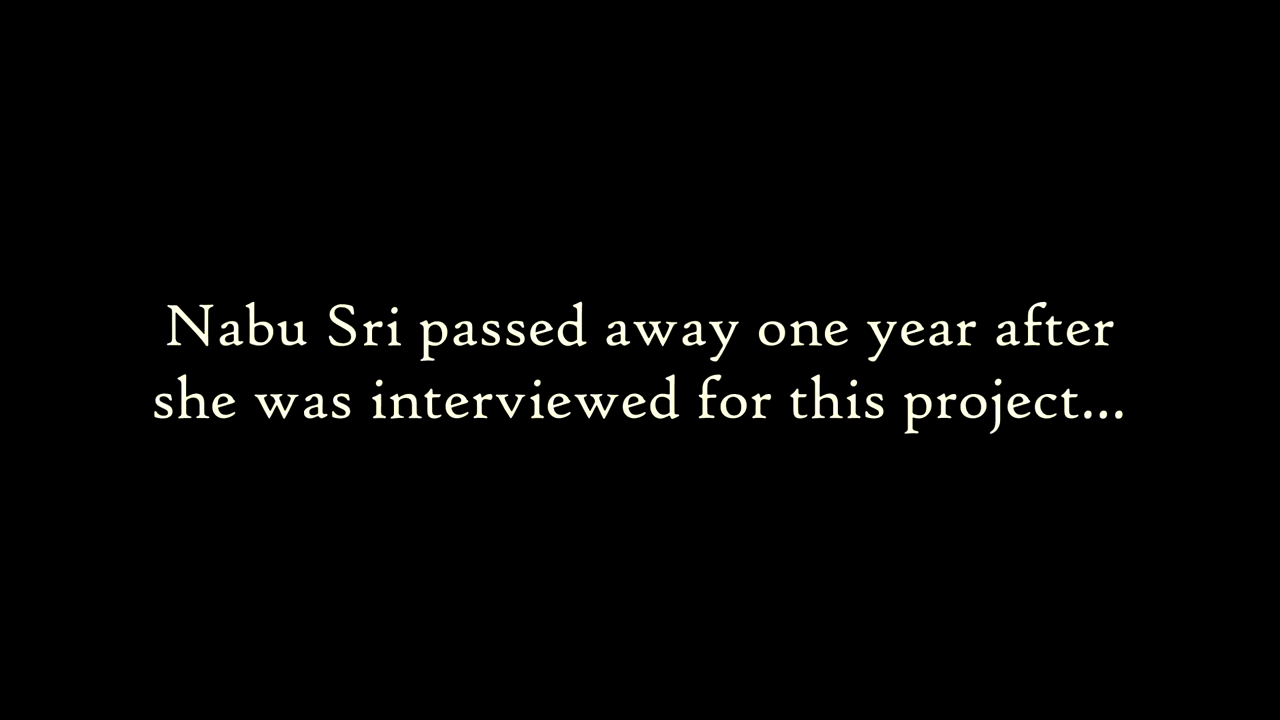 Nabu Sri passed away one year after
she was interviewed for this project...